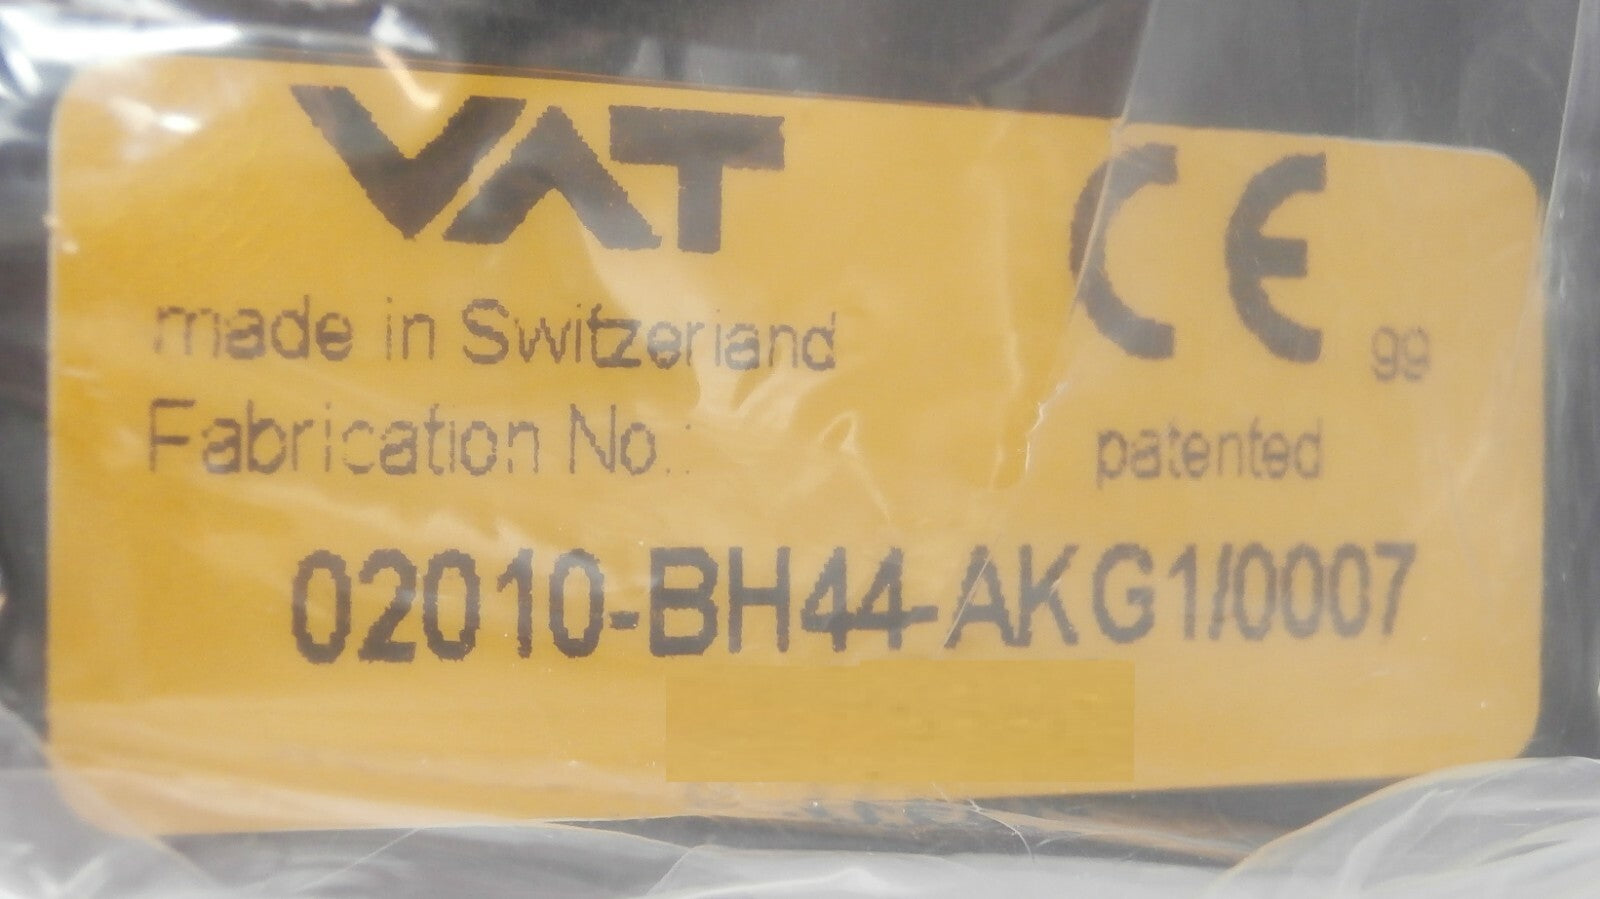 VAT CE
made in Switzerland 99
Fabrication No.: patented
02010-BH44-AKG1/0007